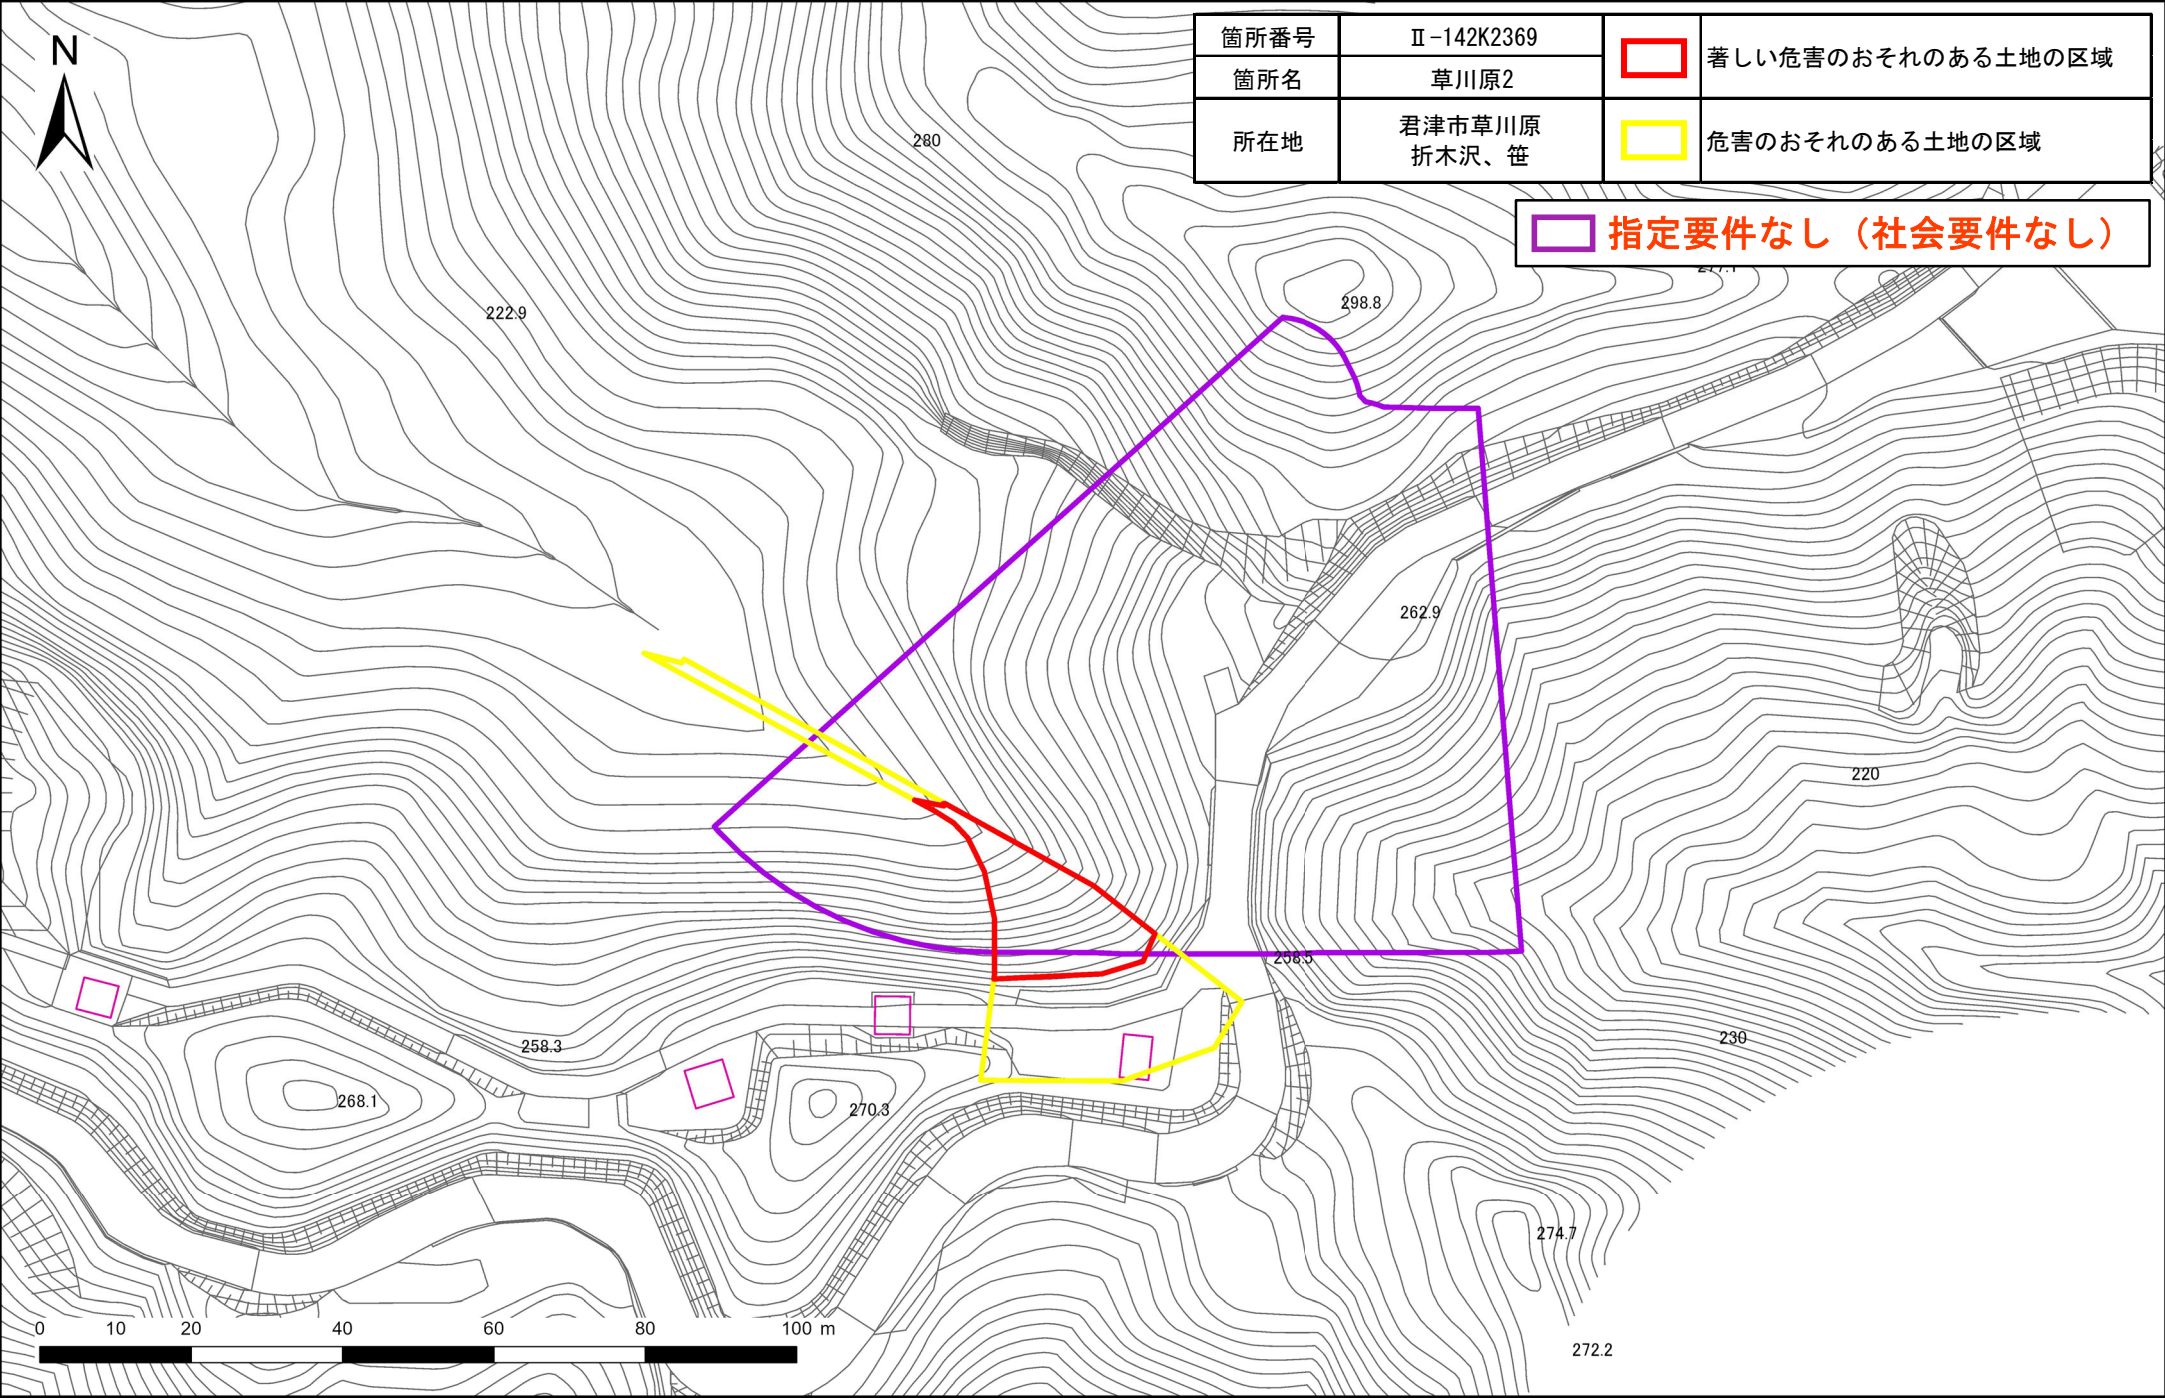 N
箇所番号
Ⅱ-142K2369
著しい危害のおそれのある土地の区域
箇所名
草川原2
所在地
君津市草川原
折木沢、笹
危害のおそれのある土地の区域
指定要件なし（社会要件なし）
280
298.8
222.9
262.9
220
258.5
258.3
230
268.1
270.3
274.7
272.2
0 10 20 40 60 80 100 m